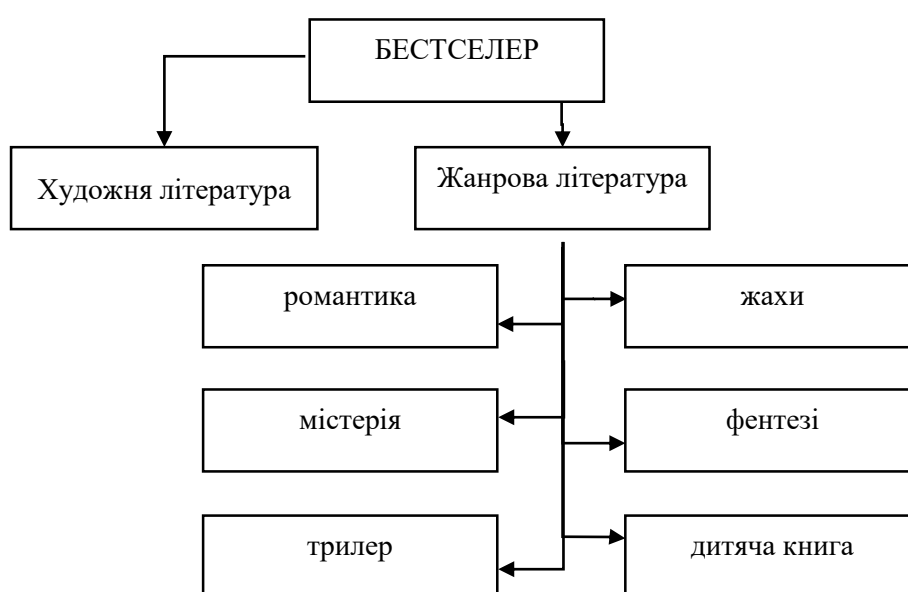 БЕСТСЕЛЕР
Художня література
Жанрова література
романтика
жахи
містерія
фентезі
трилер
дитяча книга